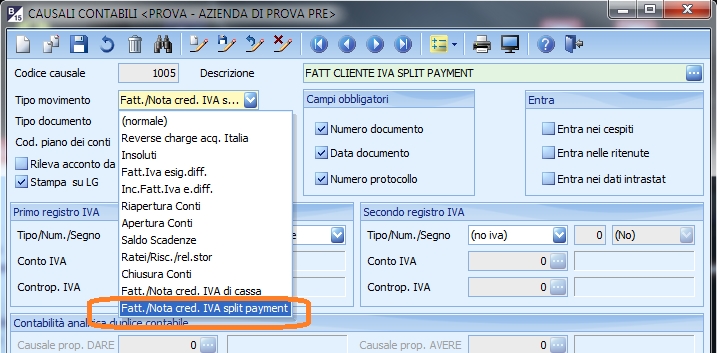 B
15
CAUSALI CONTABILI <PROVA - AZIENDA DI PROVA PRE>
Codice causale 1005 Descrizione FATT CLIENTE IVA SPLIT PAYMENT
Tipo movimento Fatt./Nota cred. IVA s...
Tipo documento
Cod. piano dei conti
Rileva acconto da
Stampa su LG
(normale)
Reverse charge acq. Italia
Insoluti
Fatt.Iva esig.diff.
Inc.Fatt.Iva e.diff.
Riapertura Conti
Apertura Conti
Saldo Scadenze
Ratei/Risc./rel.stor
Chiusura Conti
Fatt./Nota cred. IVA di cassa
Fatt./Nota cred. IVA split payment
Campi obbligatori
Numero documento
Data documento
Numero protocollo
Entra
Entra nei cespiti
Entra nelle ritenute
Entra nei dati intrastat
Primo registro IVA
Tipo/Num./Segno
Conto IVA
Controp. IVA
Secondo registro IVA
Tipo/Num./Segno (no iva) 0 (No)
Conto IVA 0
Controp. IVA 0
Contabilità analitica duplice contabile
Causale prop. DARE 0 Causale prop. AVERE 0